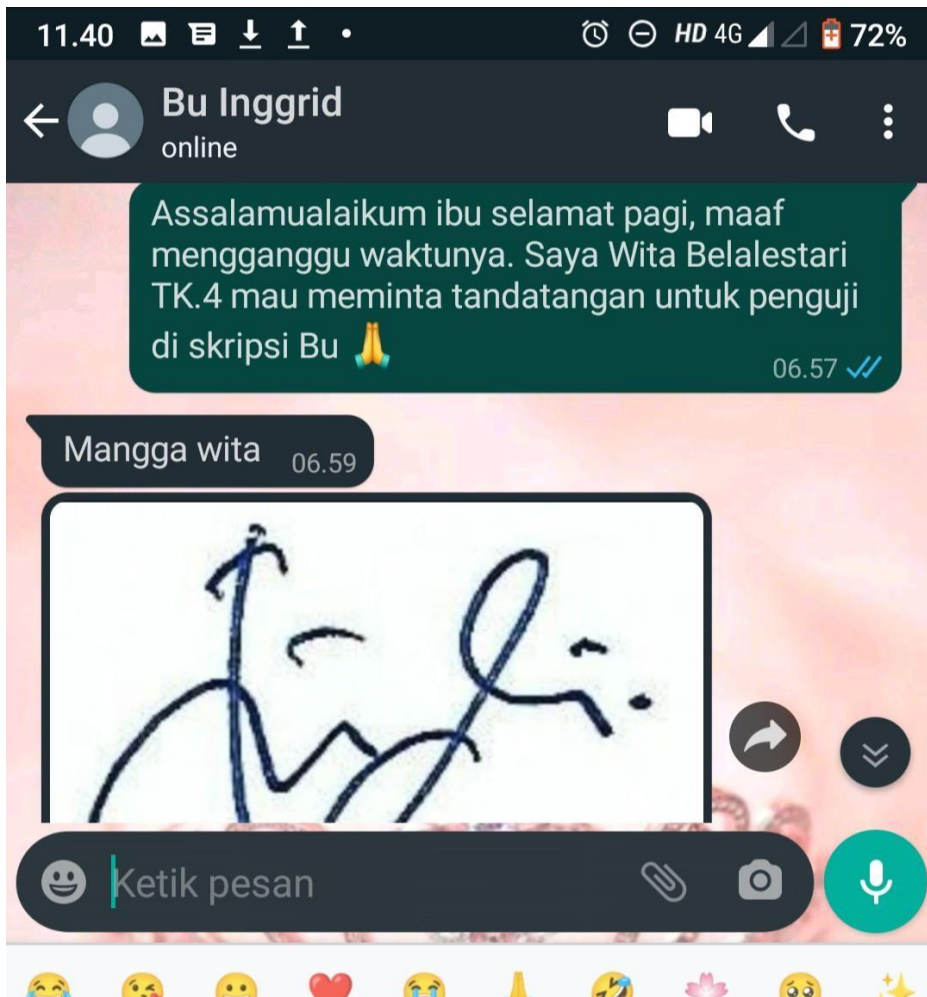 11.40 HD 4G 72%
Bu Inggrid
online
Assalamualaikum ibu selamat pagi, maaf
mengganggu waktunya. Saya Wita Belalestari
TK.4 mau meminta tandatangan untuk penguji
di skripsi Bu 🙏
06.57
Mangga wita 06.59
Ketik pesan